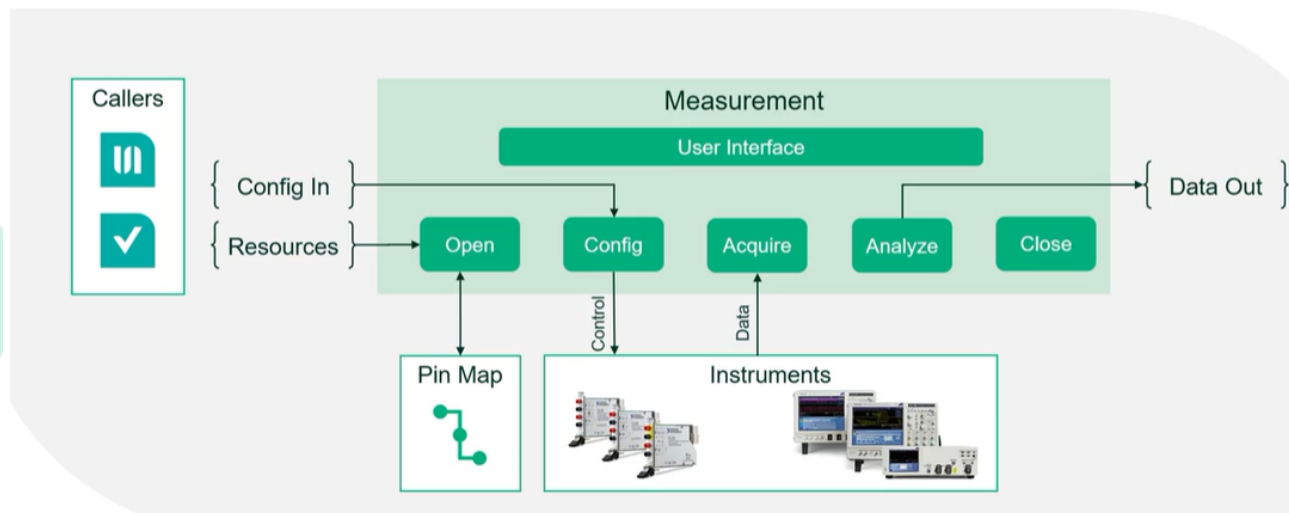 Callers
Measurement
User Interface
{ Config In }
{ Data Out }
{ Resources }
Open
Config
Acquire
Analyze
Close
Control
Data
Pin Map
Instruments